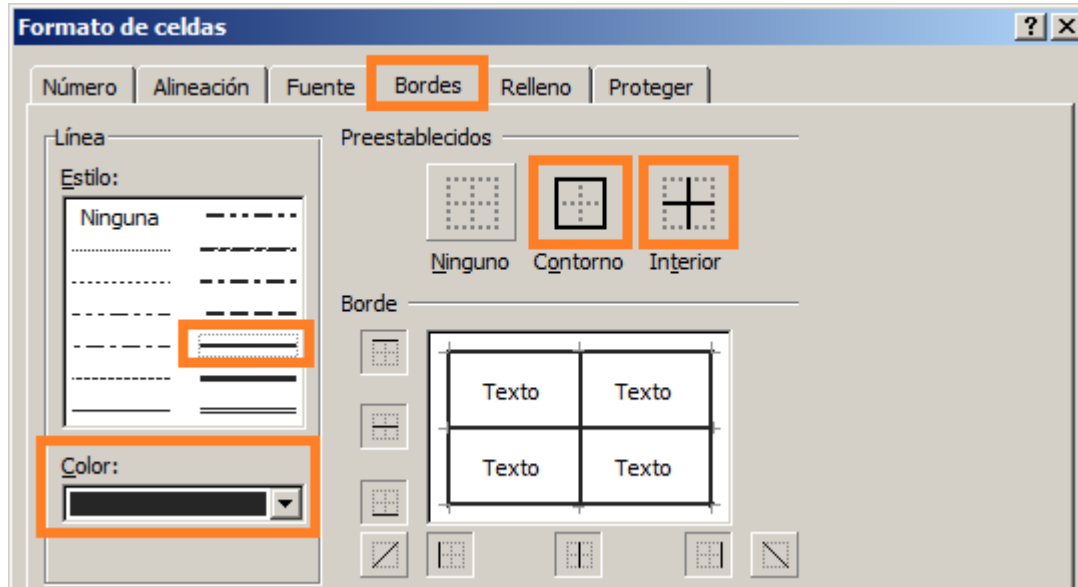 Formato de celdas
Número Alineación Fuente Bordes Relleno Proteger
Línea
Estilo:
Ninguna
Color:
Preestablecidos
Ninguno Contorno Interior
Borde
Texto Texto
Texto Texto